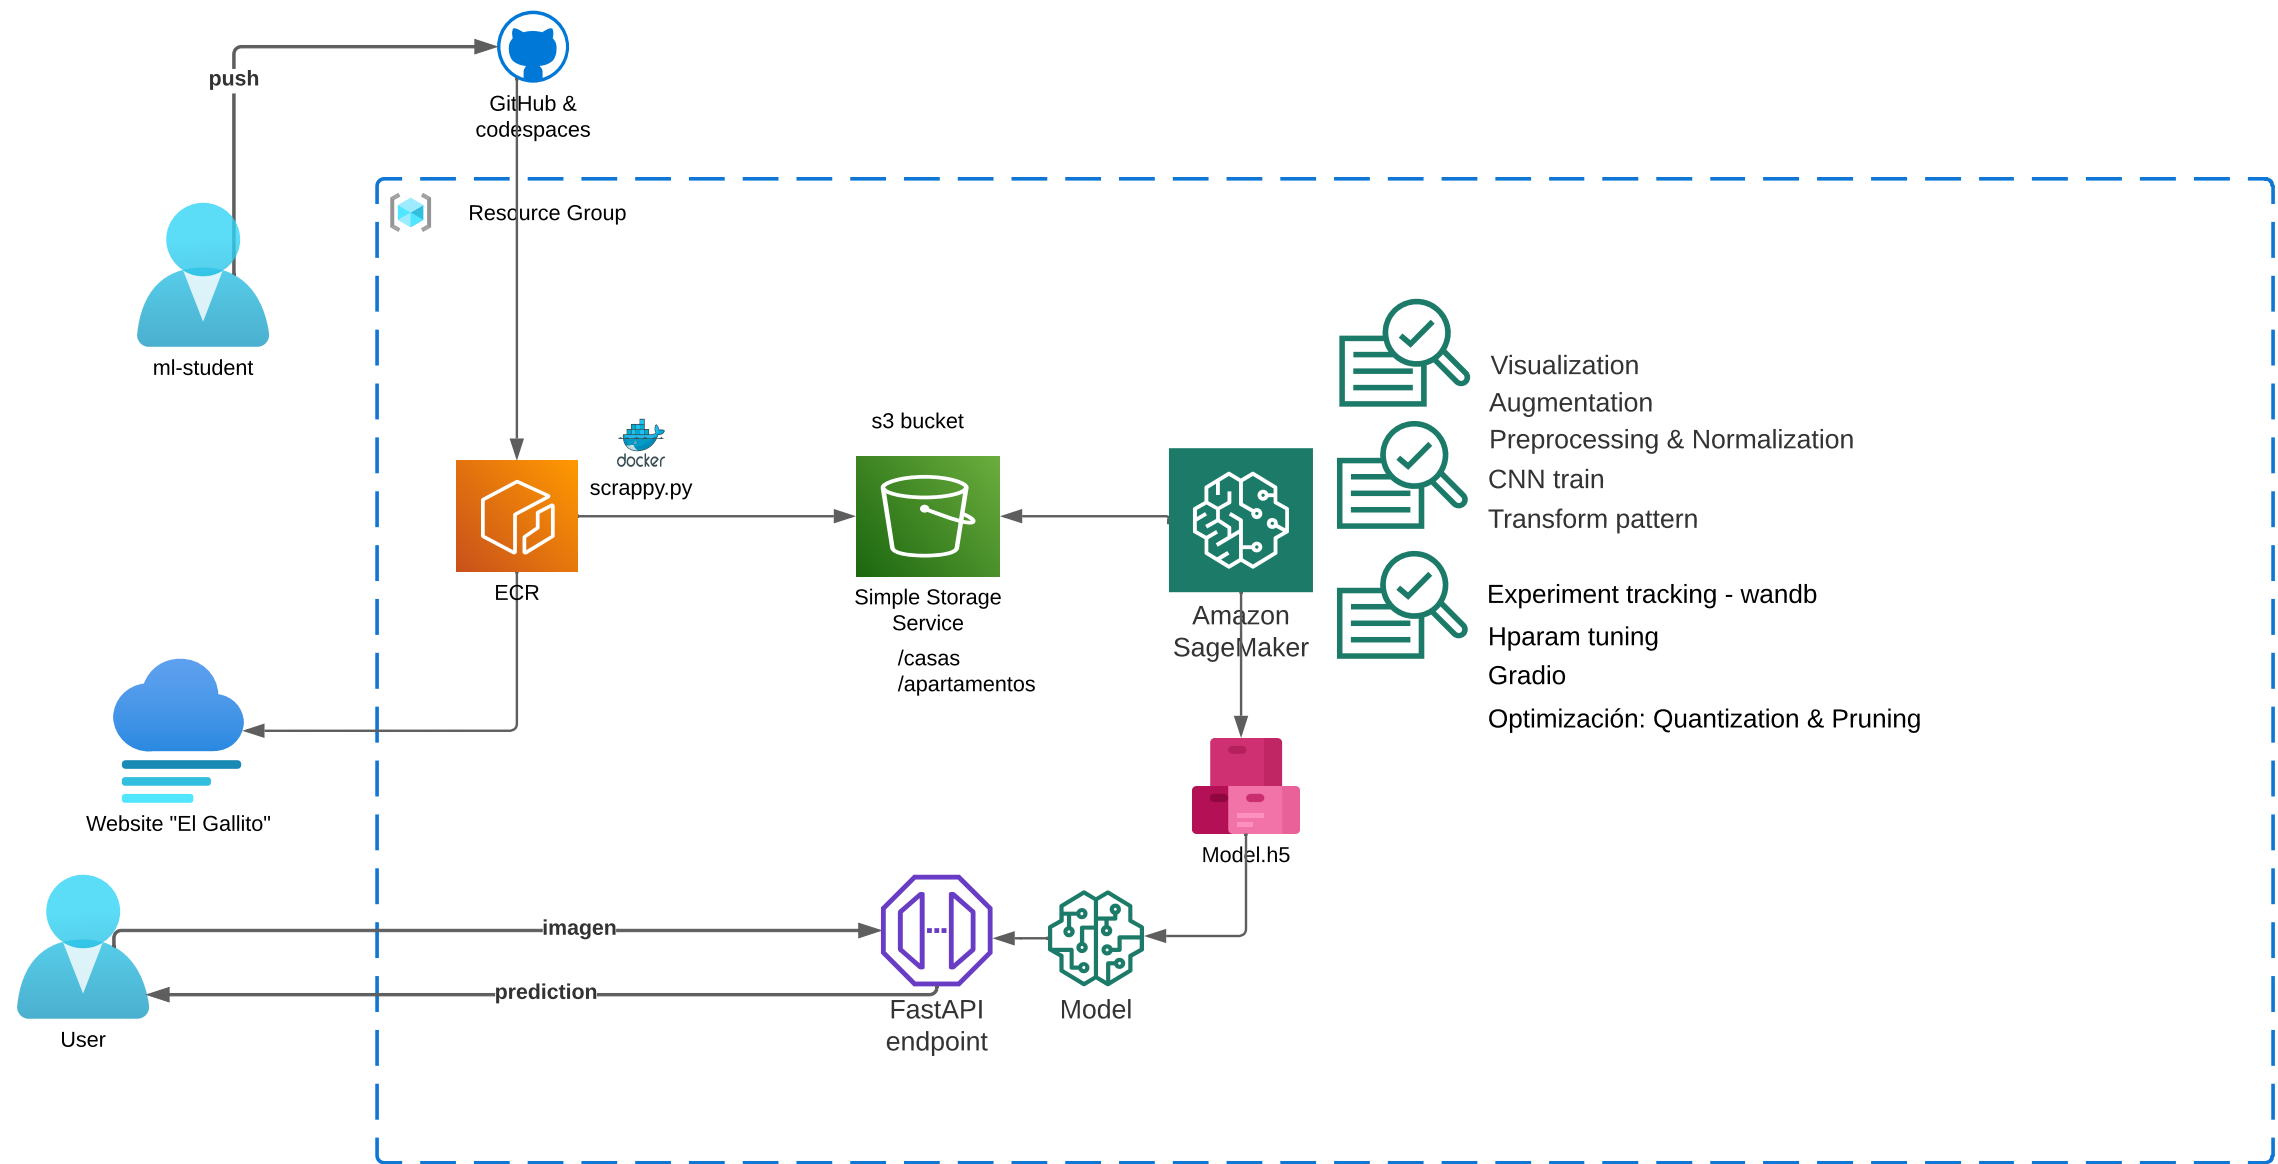 push
GitHub &
codespaces
Resource Group
ml-student
docker
scrappy.py
s3 bucket
ECR
Simple Storage
Service
/casas
/apartamentos
Amazon
SageMaker
Visualization
Augmentation
Preprocessing & Normalization
CNN train
Transform pattern
Experiment tracking - wandb
Hparam tuning
Gradio
Optimización: Quantization & Pruning
Website "El Gallito"
Model.h5
imagen
prediction
User
FastAPI
endpoint
Model